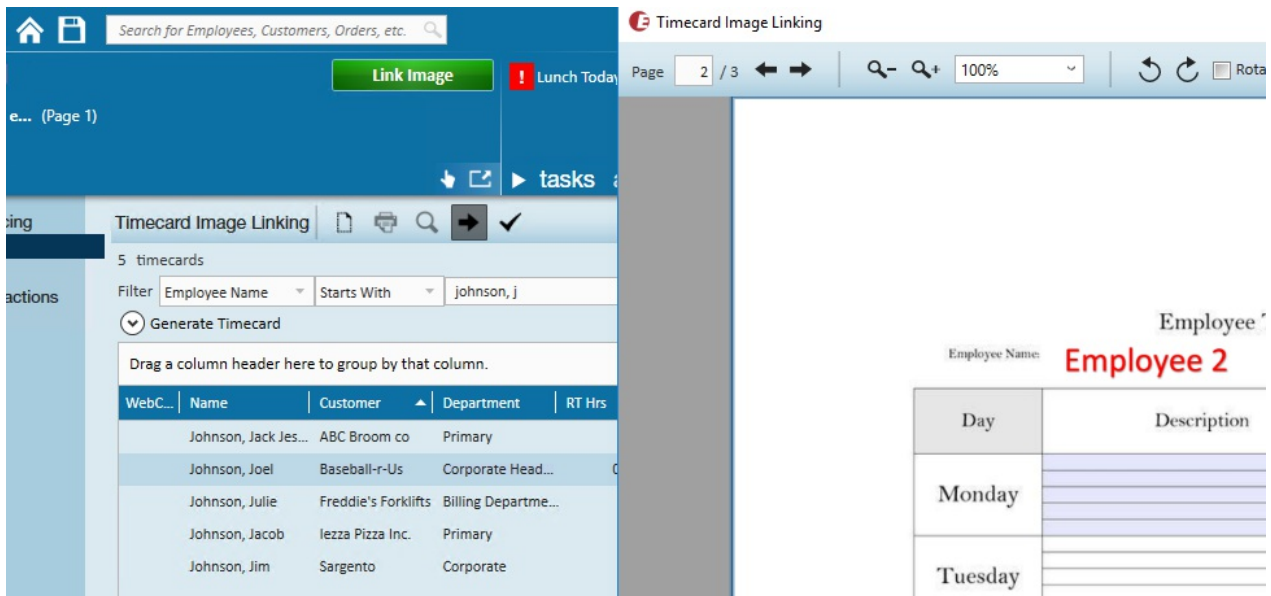 Search for Employees, Customers, Orders, etc.
Link Image
! Lunch Today
e... (Page 1)
tasks
cing
actions
Timecard Image Linking
5 timecards
Filter Employee Name Starts With johnson, j
Generate Timecard
Drag a column header here to group by that column.
WebC... Name Customer Department RT Hrs
Johnson, Jack Jes... ABC Broom co Primary
Johnson, Joel Baseball-r-Us Corporate Head... 0
Johnson, Julie Freddie's Forklifts Billing Departme...
Johnson, Jacob Iezza Pizza Inc. Primary
Johnson, Jim Sargento Corporate
Timecard Image Linking
Page 2 / 3 100% Rota
Employee
Employee Name: Employee 2
Day Description
Monday
Tuesday